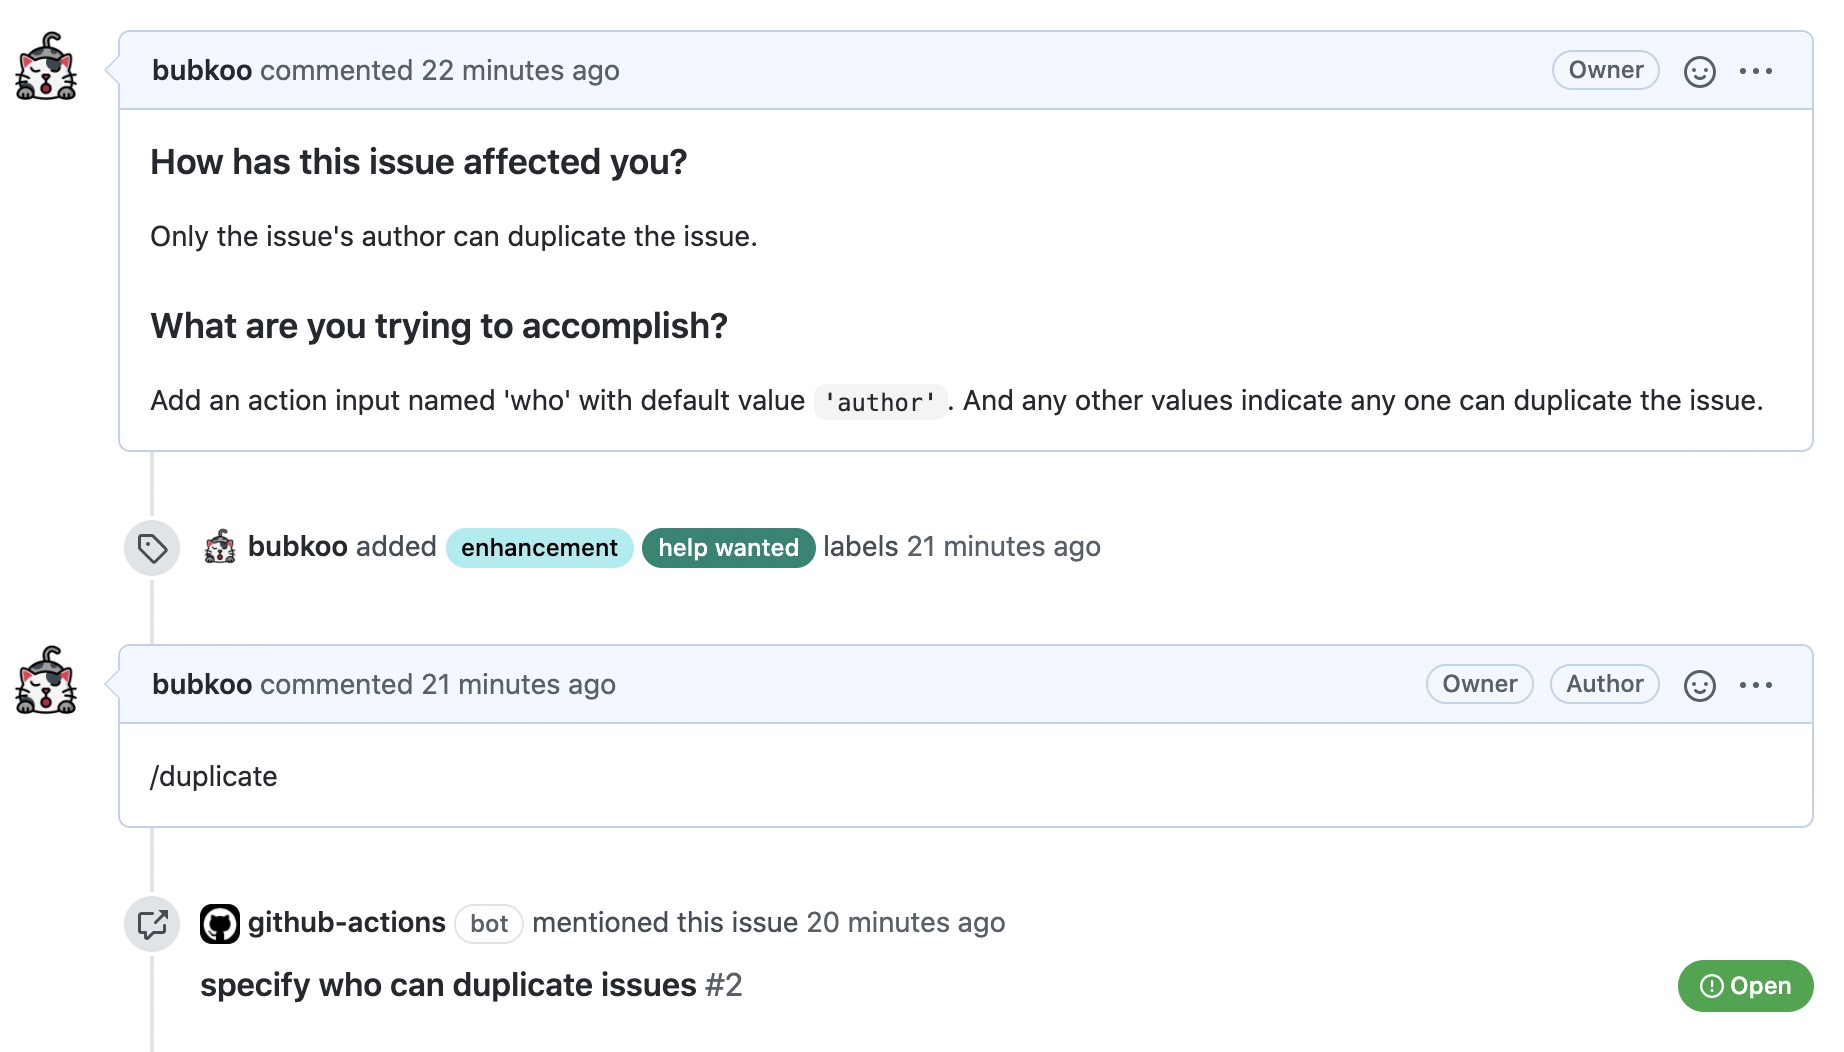 bubkoo commented 22 minutes ago Owner
How has this issue affected you?
Only the issue's author can duplicate the issue.
What are you trying to accomplish?
Add an action input named 'who' with default value 'author'. And any other values indicate any one can duplicate the issue.
bubkoo added enhancement help wanted labels 21 minutes ago
bubkoo commented 21 minutes ago Owner Author
/duplicate
github-actions bot mentioned this issue 20 minutes ago
specify who can duplicate issues #2 Open